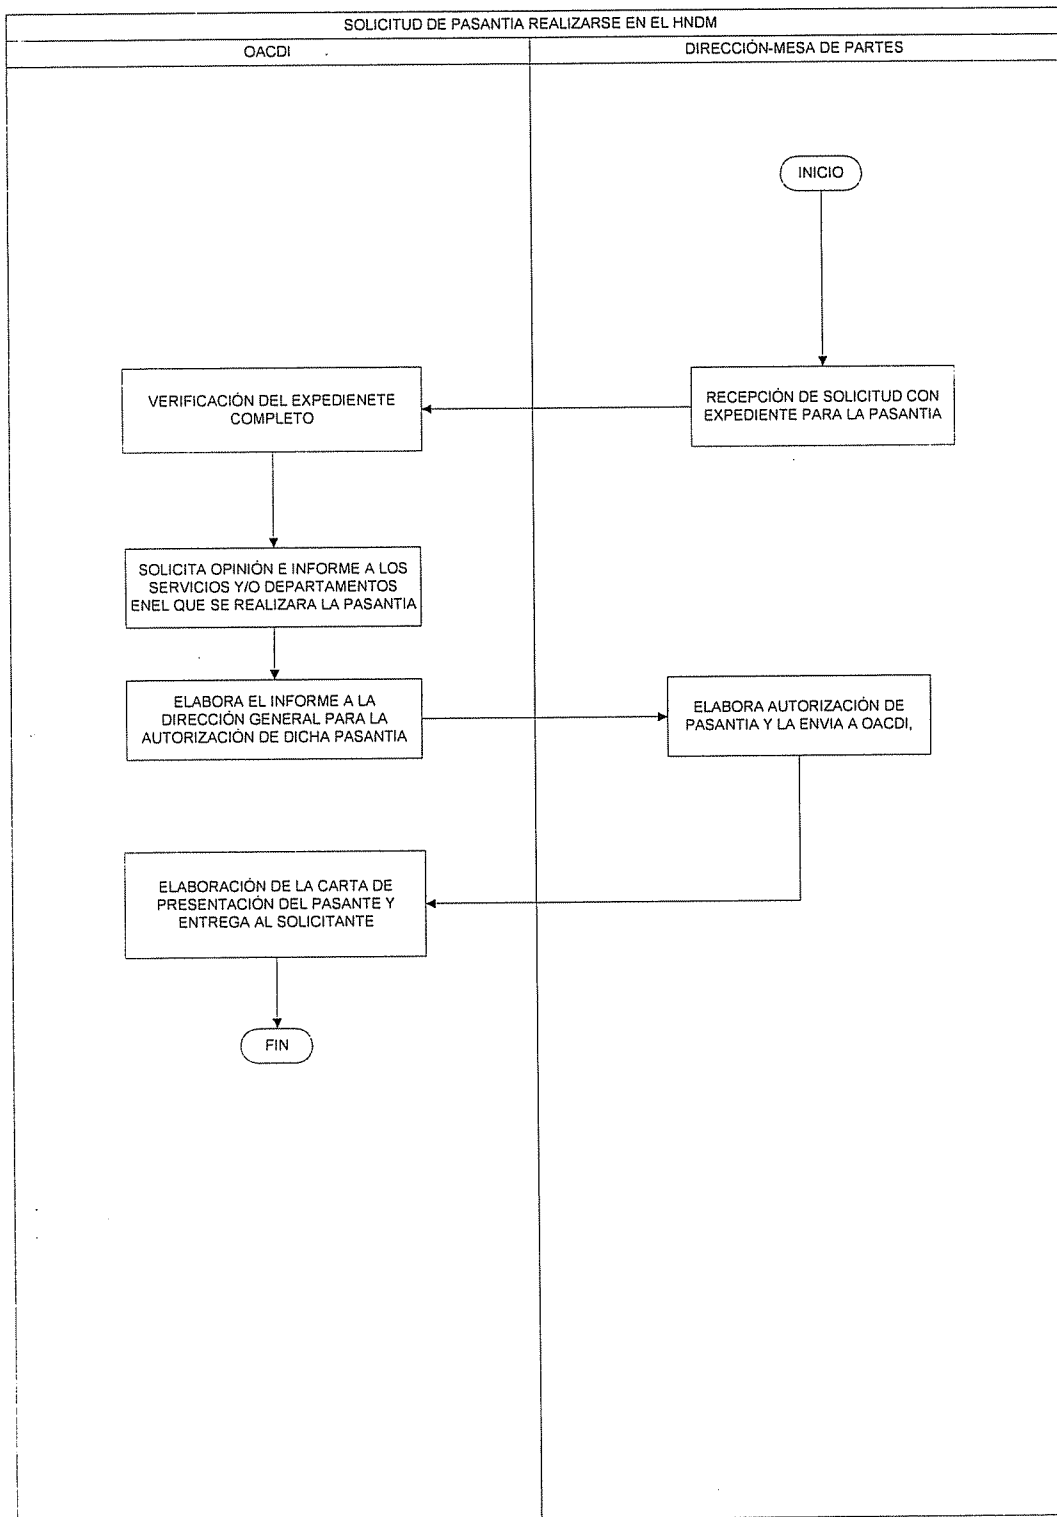 SOLICITUD DE PASANTIA REALIZARSE EN EL HNDM
OACDI
DIRECCIÓN-MESA DE PARTES
INICIO
RECEPCIÓN DE SOLICITUD CON
EXPEDIENTE PARA LA PASANTIA
VERIFICACIÓN DEL EXPEDIENETE
COMPLETO
SOLICITA OPINIÓN E INFORME A LOS
SERVICIOS Y/O DEPARTAMENTOS
ENEL QUE SE REALIZARA LA PASANTIA
ELABORA EL INFORME A LA
DIRECCIÓN GENERAL PARA LA
AUTORIZACIÓN DE DICHA PASANTIA
ELABORA AUTORIZACIÓN DE
PASANTIA Y LA ENVIA A OACDI,
ELABORACIÓN DE LA CARTA DE
PRESENTACIÓN DEL PASANTE Y
ENTREGA AL SOLICITANTE
FIN